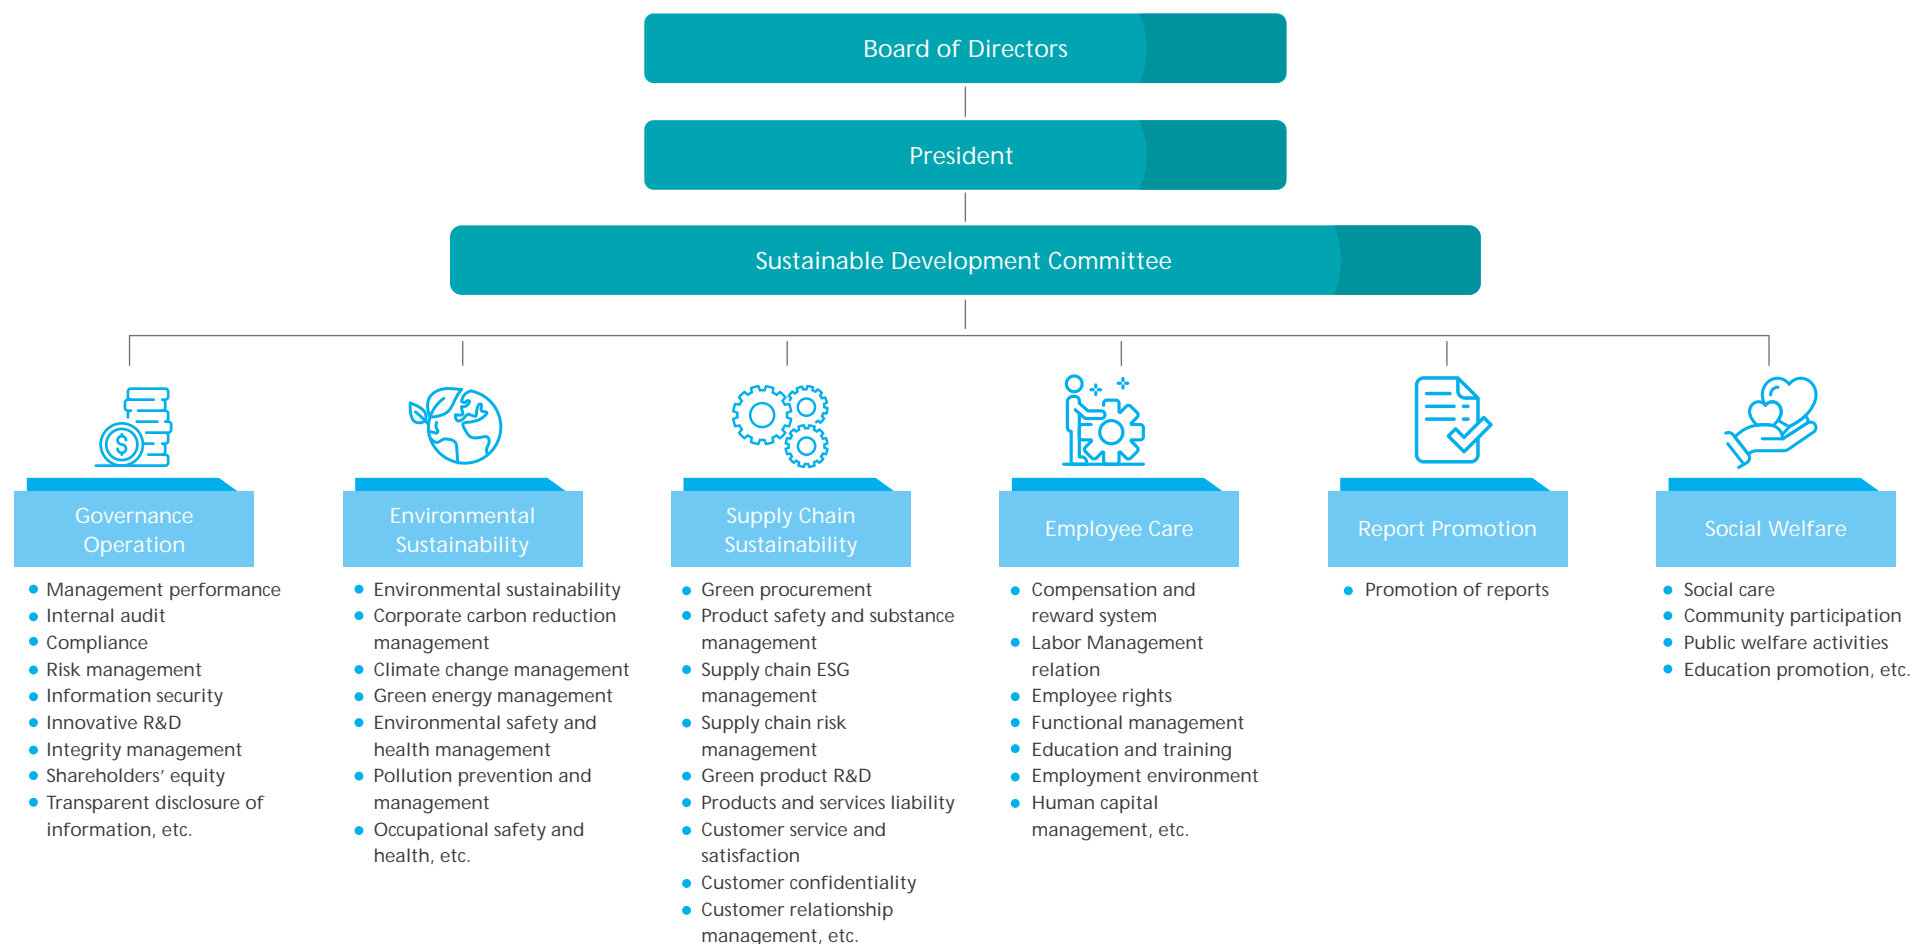 Board of Directors
President
Sustainable Development Committee
Governance
Operation
Management performance
Internal audit
Compliance
Risk management
Information security
Innovative R&D
Integrity management
Shareholders’ equity
Transparent disclosure of
information, etc.
Environmental
Sustainability
Environmental sustainability
Corporate carbon reduction
management
Climate change management
Green energy management
Environmental safety and
health management
Pollution prevention and
management
Occupational safety and
health, etc.
Supply Chain
Sustainability
Green procurement
Product safety and substance
management
Supply chain ESG
management
Supply chain risk
management
Green product R&D
Products and services liability
Customer service and
satisfaction
Customer confidentiality
Customer relationship
management, etc.
Employee Care
Compensation and
reward system
Labor Management
relation
Employee rights
Functional management
Education and training
Employment environment
Human capital
management, etc.
Report Promotion
Promotion of reports
Social Welfare
Social care
Community participation
Public welfare activities
Education promotion, etc.